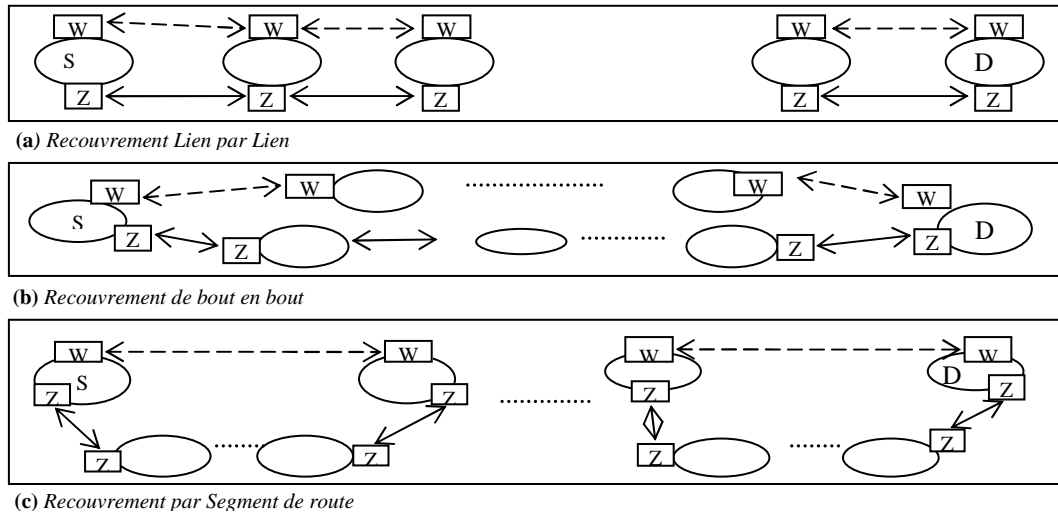 W W W W W
S D
Z Z Z Z Z
(a) Recouvrement Lien par Lien
W W .................... W W
S D
Z Z ............. Z Z
(b) Recouvrement de bout en bout
W W W W
S D
Z Z .............. Z Z
Z ........ Z Z ........ Z
(c) Recouvrement par Segment de route